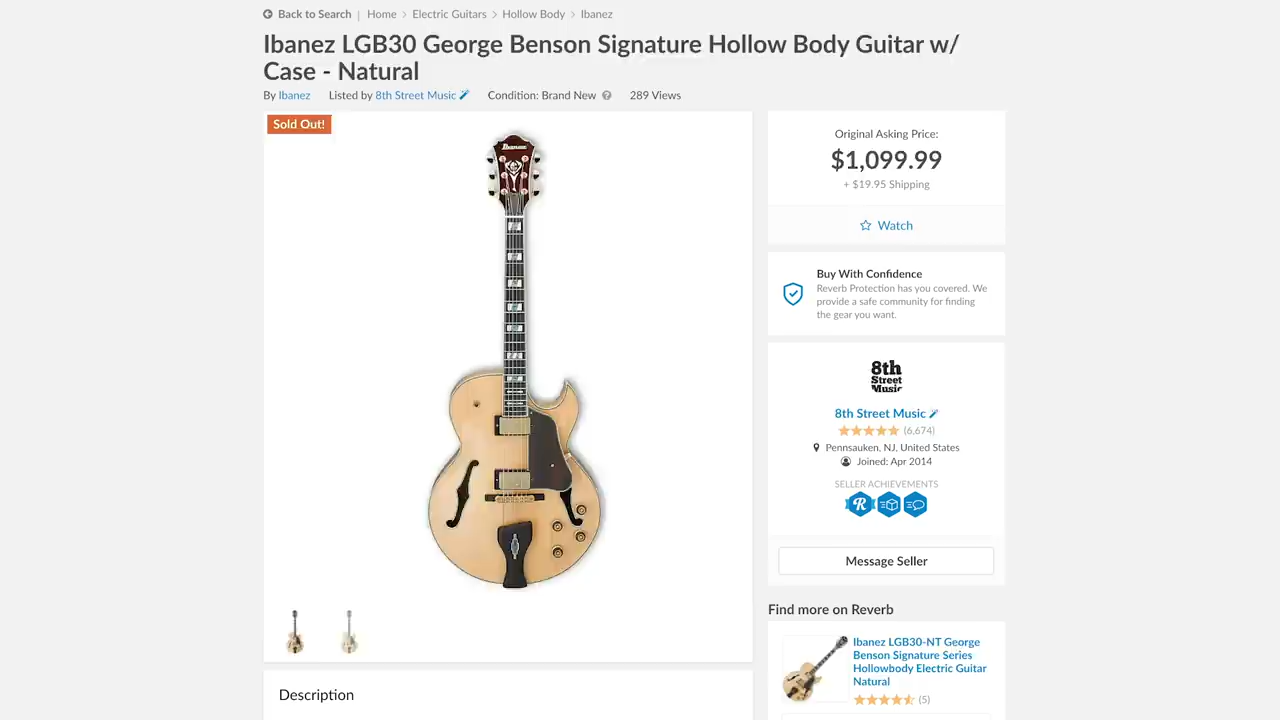 Back to Search | Home > Electric Guitars > Hollow Body > Ibanez
Ibanez LGB30 George Benson Signature Hollow Body Guitar w/
Case - Natural
By Ibanez Listed by 8th Street Music Condition: Brand New 289 Views
Sold Out!
Ibanez
Original Asking Price:
$1,099.99
+ $19.95 Shipping
Watch
Buy With Confidence
Reverb Protection has you covered. We
provide a safe community for finding
the gear you want.
8th
Street
Music
8th Street Music
(6,674)
Pennsauken, NJ, United States
Joined: Apr 2014
SELLER ACHIEVEMENTS
R
Message Seller
Find more on Reverb
Ibanez LGB30-NT George
Benson Signature Series
Hollowbody Electric Guitar
Natural
(5)
Description